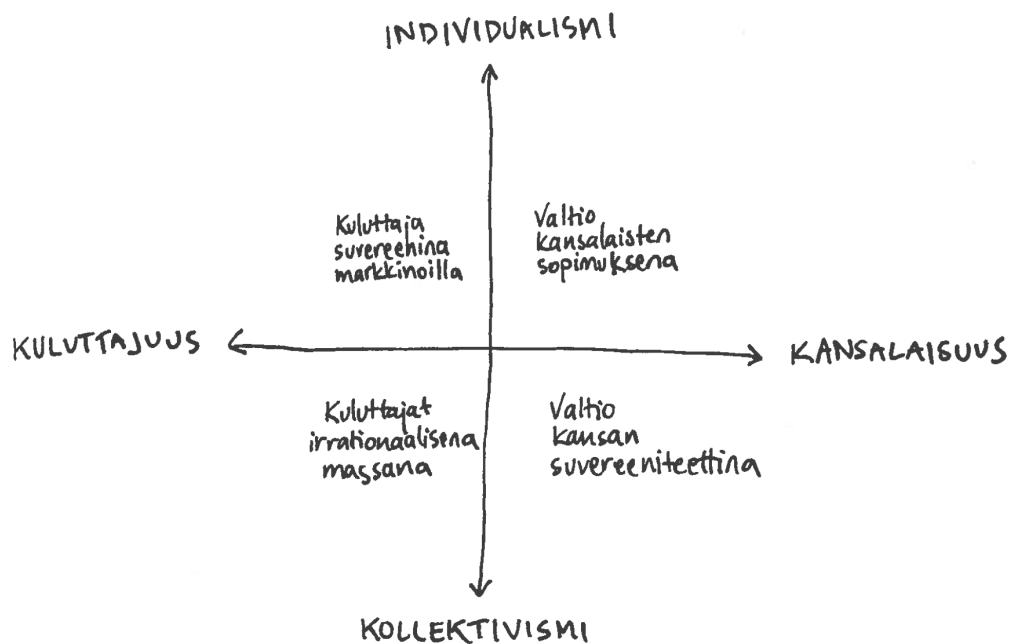 INDIVIDUALISMI
Kuluttaja
suvereenina
markkinoilla
Valtio
kansalaisten
sopimuksena
KULUTTAJUUS
KANSALAISUUS
Kuluttajat
irrationaalisena
massana
Valtio
kansan
suvereeniteettina
KOLLEKTIVISMI